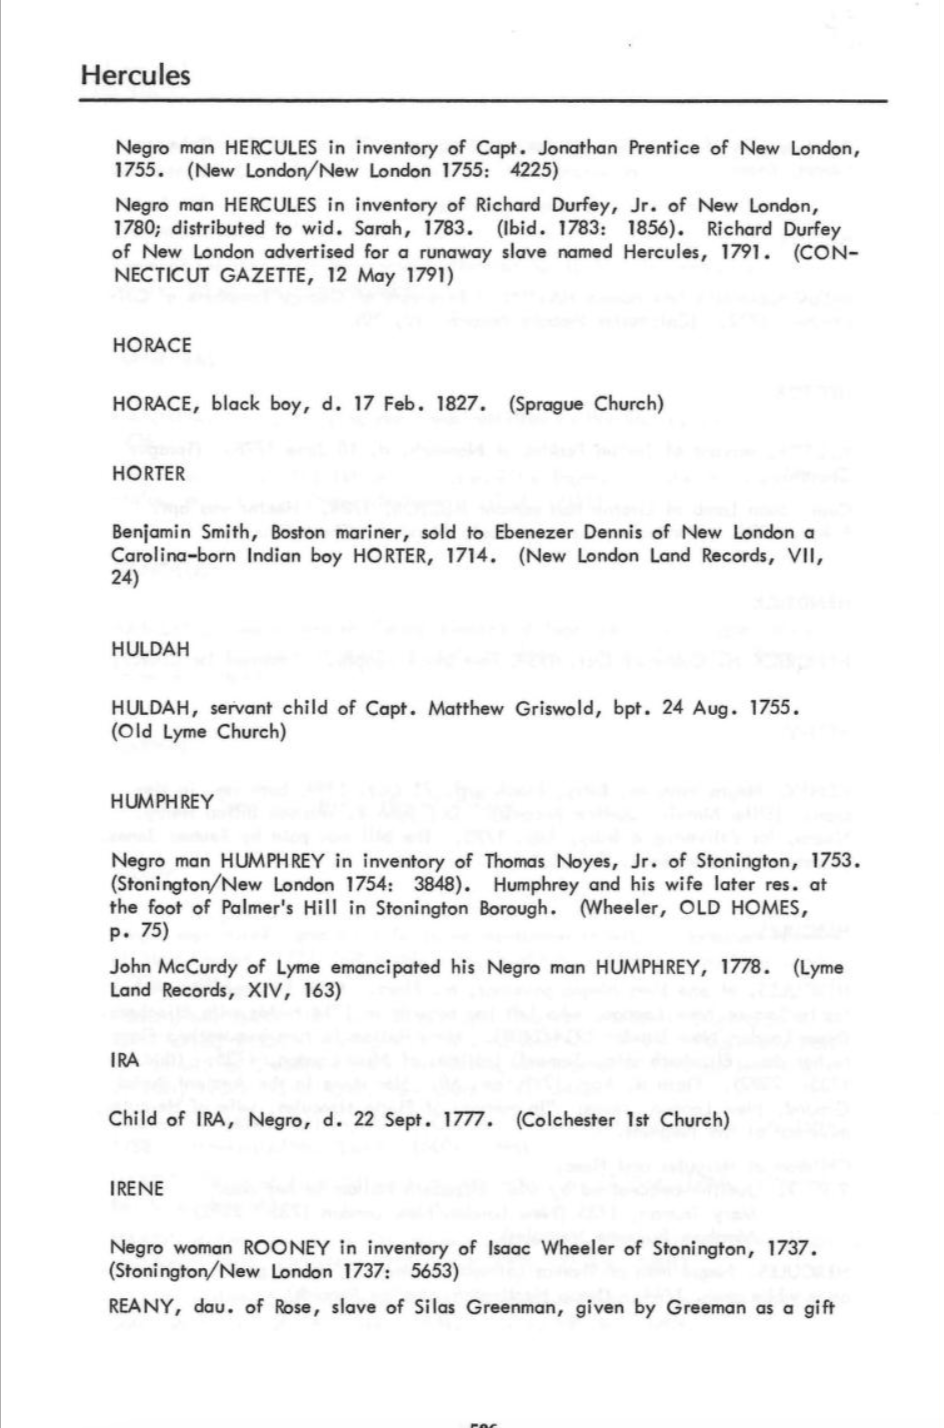 Hercules
Negro man HERCULES in inventory of Capt. Jonathan Prentice of New London,
1755. (New London/New London 1755: 4225)
Negro man HERCULES in inventory of Richard Durfey, Jr. of New London,
1780; distributed to wid. Sarah, 1783. (Ibid. 1783: 1856). Richard Durfey
of New London advertised for a runaway slave named Hercules, 1791. (CON-
NECTICUT GAZETTE, 12 May 1791)
HORACE
HORACE, black boy, d. 17 Feb. 1827. (Sprague Church)
HORTER
Benjamin Smith, Boston mariner, sold to Ebenezer Dennis of New London a
Carolina-born Indian boy HORTER, 1714. (New London Land Records, VII,
24)
HULDAH
HULDAH, servant child of Capt. Matthew Griswold, bpt. 24 Aug. 1755.
(Old Lyme Church)
HUMPHREY
Negro man HUMPHREY in inventory of Thomas Noyes, Jr. of Stonington, 1753.
(Stonington/New London 1754: 3848). Humphrey and his wife later res. at
the foot of Palmer's Hill in Stonington Borough. (Wheeler, OLD HOMES,
p. 75)
John McCurdy of Lyme emancipated his Negro man HUMPHREY, 1778. (Lyme
Land Records, XIV, 163)
IRA
Child of IRA, Negro, d. 22 Sept. 1777. (Colchester 1st Church)
IRENE
Negro woman ROONEY in inventory of Isaac Wheeler of Stonington, 1737.
(Stonington/New London 1737: 5653)
REANY, dau. of Rose, slave of Silas Greenman, given by Greeman as a gift